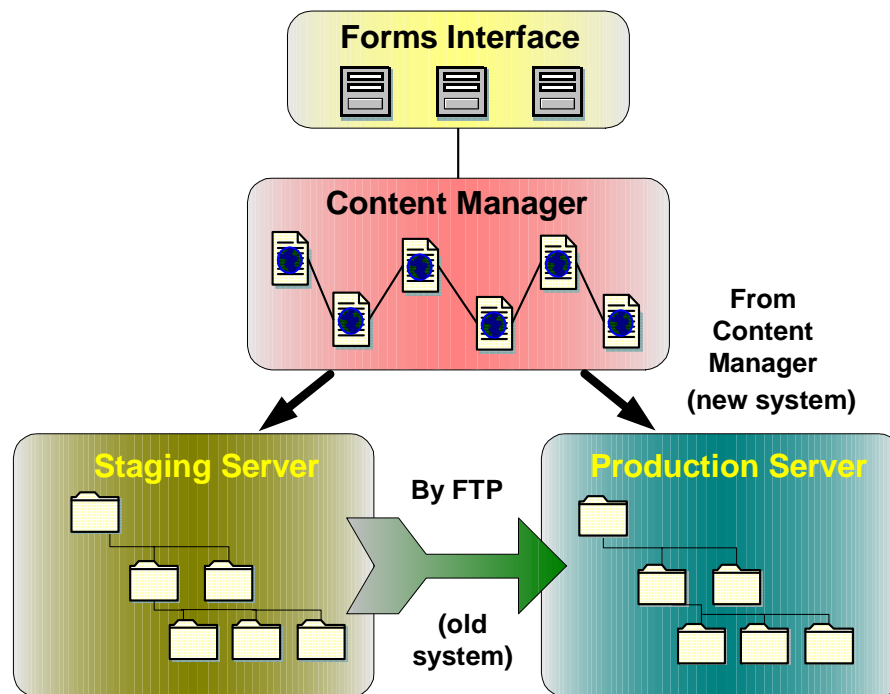 Forms Interface
Content Manager
From
Content
Manager
(new system)
Staging Server
Production Server
By FTP
(old
system)